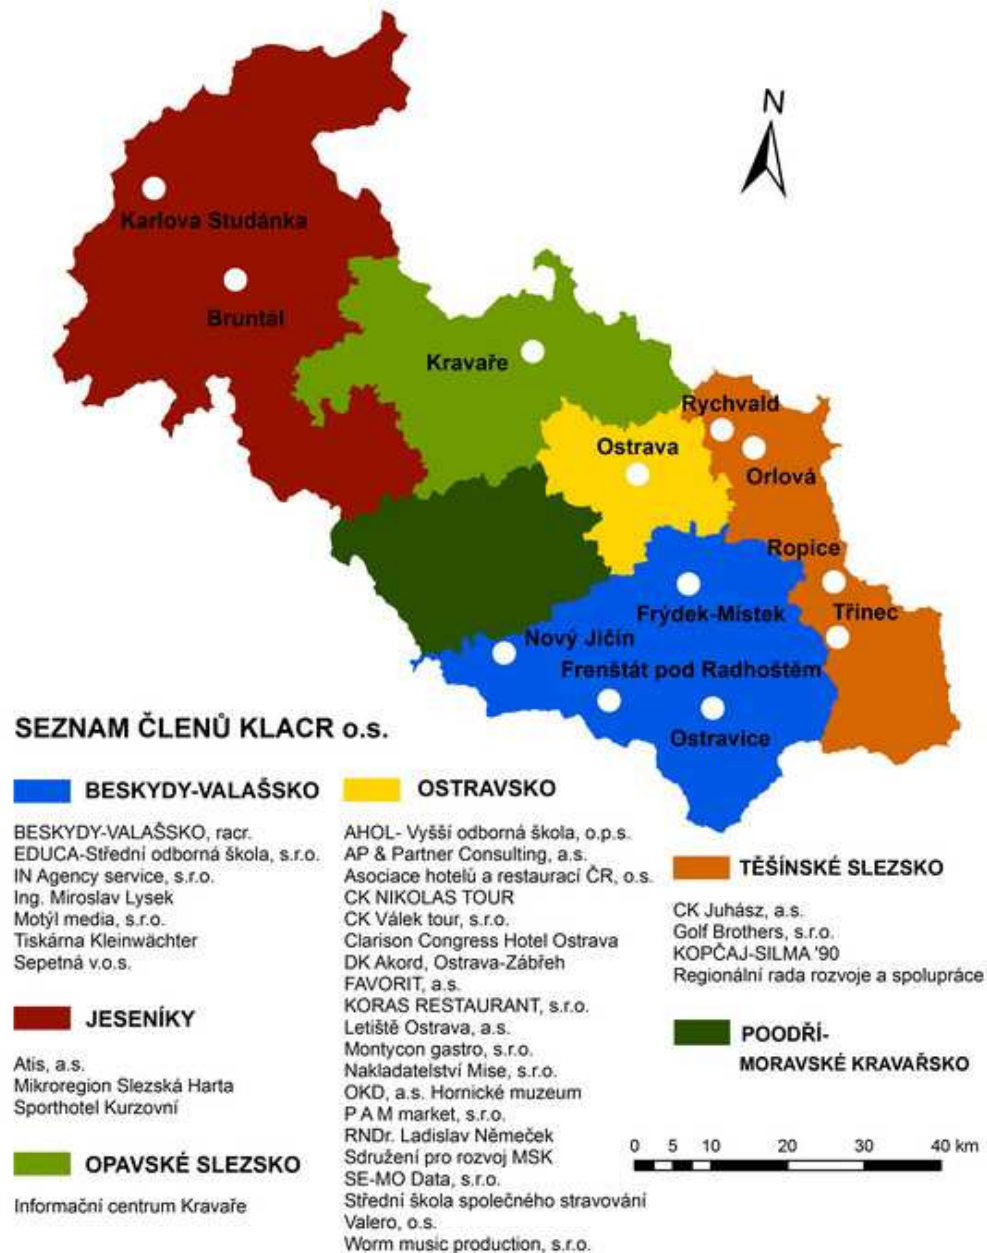 N
Karlova Studánka
Bruntál
Kravaře
Rychvald
Ostrava
Orlová
Ropice
Třinec
Frýdek-Místek
Nový Jičín
Frenštát pod Radhoštěm
Ostravice
SEZNAM ČLENŮ KLACR o.s.
BESKYDY-VALAŠSKO
BESKYDY-VALAŠSKO, racr.
EDUCA-Střední odborná škola, s.r.o.
IN Agency service, s.r.o.
Ing. Miroslav Lysek
Motýl media, s.r.o.
Tiskárna Kleinwächter
Sepetná v.o.s.
JESENÍKY
Atis, a.s.
Mikroregion Slezská Harta
Sporthotel Kurzovní
OPAVSKÉ SLEZSKO
Informační centrum Kravaře
OSTRAVSKO
AHOL- Vyšší odborná škola, o.p.s.
AP & Partner Consulting, a.s.
Asociace hotelů a restaurací ČR, o.s.
CK NIKOLAS TOUR
CK Válek tour, s.r.o.
Clarison Congress Hotel Ostrava
DK Akord, Ostrava-Zábřeh
FAVORIT, a.s.
KORAS RESTAURANT, s.r.o.
Letiště Ostrava, a.s.
Montycon gastro, s.r.o.
Nakladatelství Mise, s.r.o.
OKD, a.s. Hornické muzeum
P A M market, s.r.o.
RNDr. Ladislav Němeček
Sdružení pro rozvoj MSK
SE-MO Data, s.r.o.
Střední škola společného stravování
Valero, o.s.
Worm music production, s.r.o.
TĚŠÍNSKÉ SLEZSKO
CK Juhász, a.s.
Golf Brothers, s.r.o.
KOPČAJ-SILMA '90
Regionální rada rozvoje a spolupráce
POODŘÍ-
MORAVSKÉ KRAVAŘSKO
0 5 10 20 30 40 km